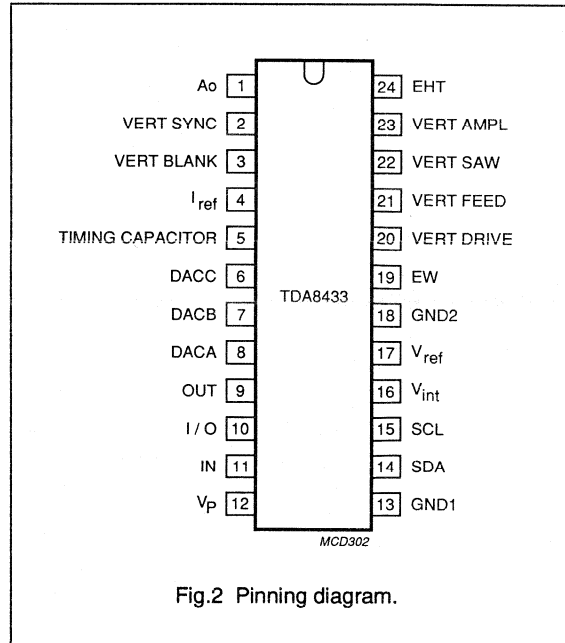 Ao 1 24 EHT
VERT SYNC 2 23 VERT AMPL
VERT BLANK 3 22 VERT SAW
Iref 4 21 VERT FEED
TIMING CAPACITOR 5 20 VERT DRIVE
DACC 6 19 EW
TDA8433
DACB 7 18 GND2
DACA 8 17 Vref
OUT 9 16 Vint
I / O 10 15 SCL
IN 11 14 SDA
VP 12 13 GND1
MCD302
Fig.2 Pinning diagram.